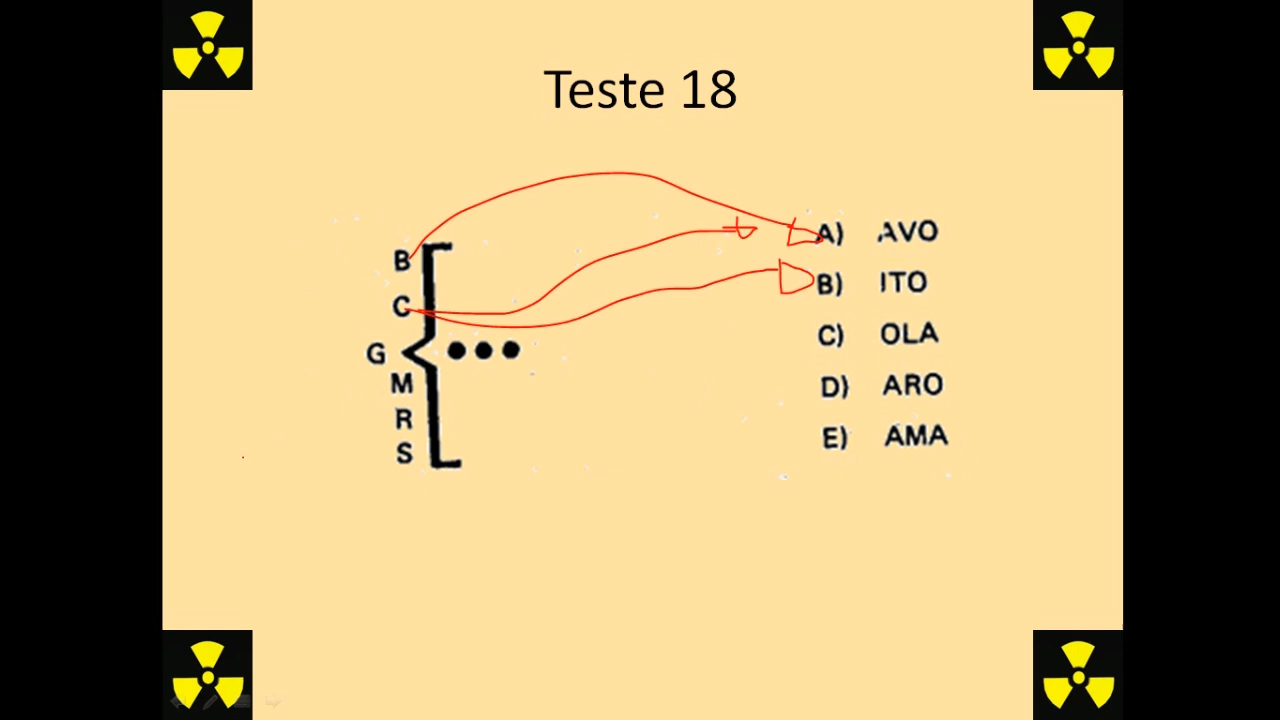 Teste 18
B
C
G
M
R
S
A) AVO
B) ITO
C) OLA
D) ARO
E) AMA